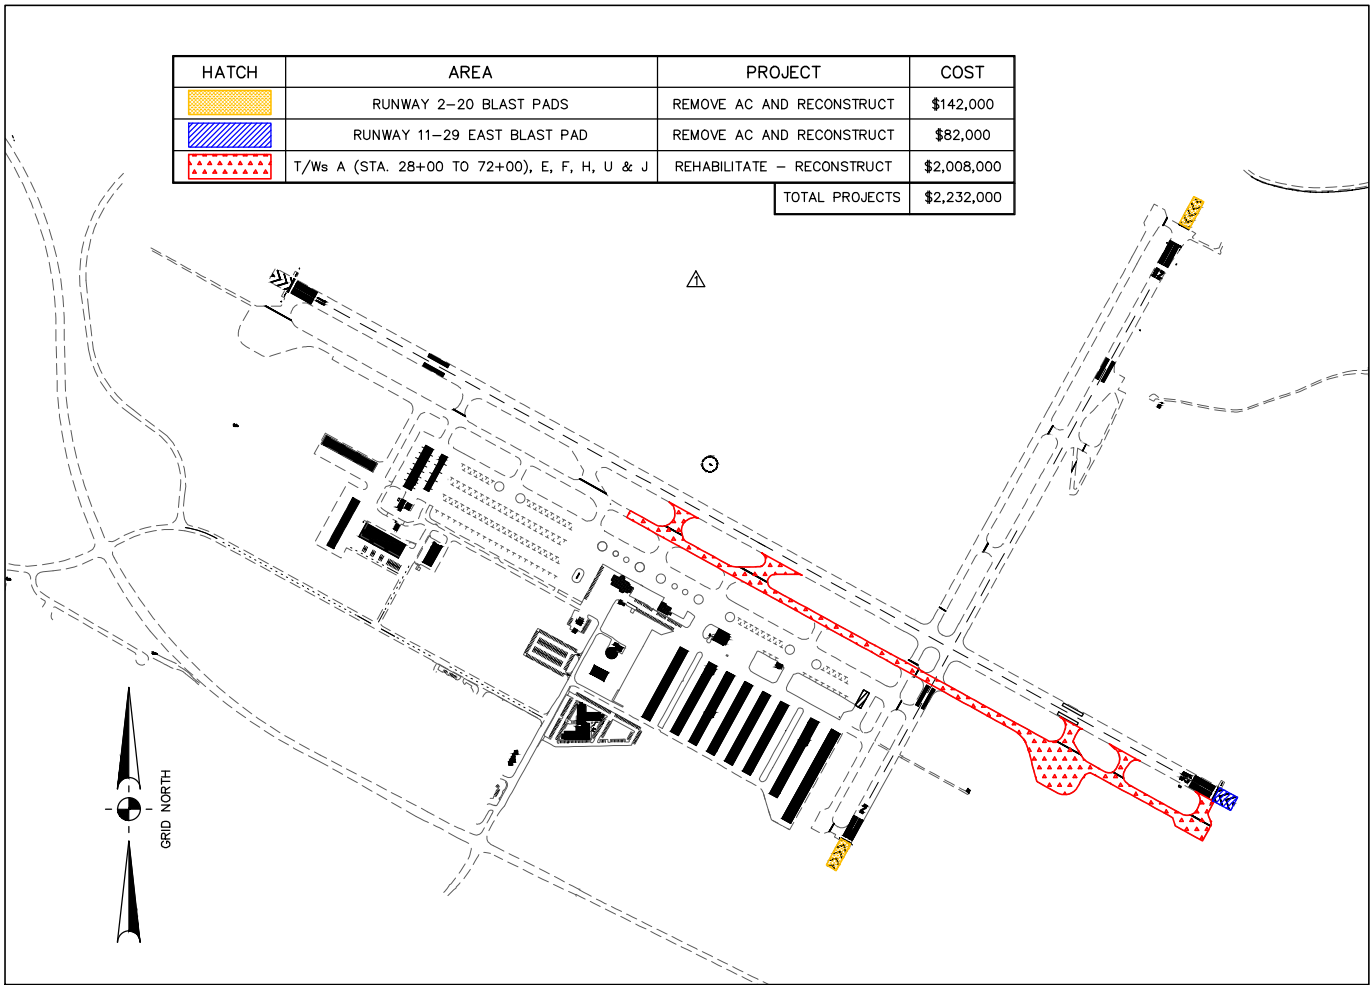 HATCH AREA PROJECT COST
RUNWAY 2-20 BLAST PADS REMOVE AC AND RECONSTRUCT $142,000
RUNWAY 11-29 EAST BLAST PAD REMOVE AC AND RECONSTRUCT $82,000
T/Ws A (STA. 28+00 TO 72+00), E, F, H, U & J REHABILITATE - RECONSTRUCT $2,008,000
TOTAL PROJECTS $2,232,000
1
GRID NORTH